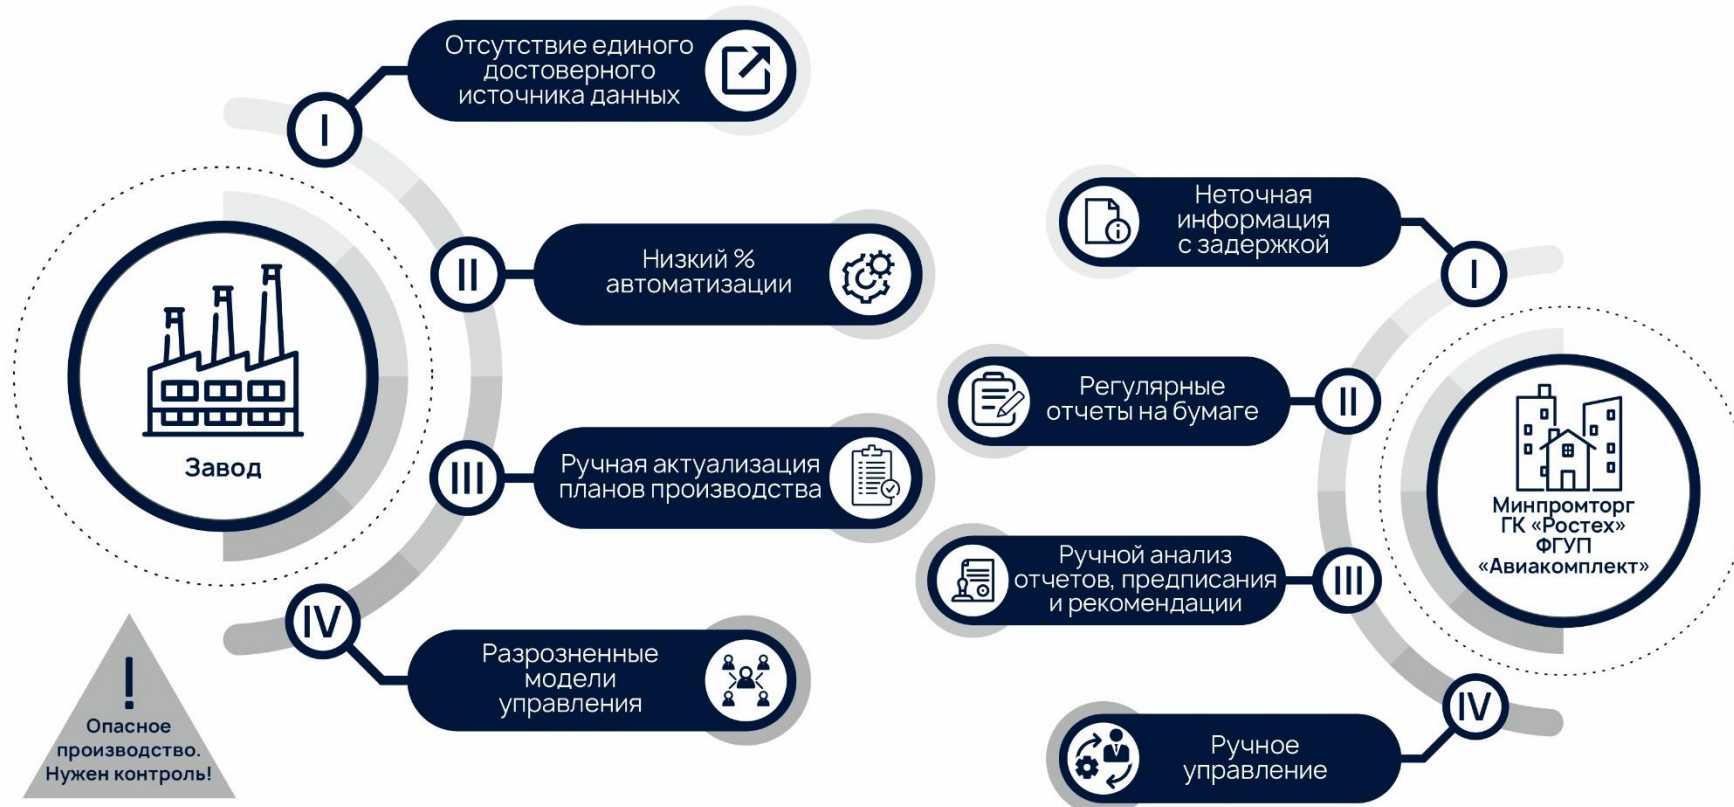 Отсутствие единого
достоверного
источника данных
I
II
Низкий %
автоматизации
Завод
III
Ручная актуализация
планов производства
IV
Разрозненные
модели
управления
!
Опасное
производство.
Нужен контроль!
Неточная
информация
с задержкой
I
Регулярные
отчеты на бумаге
II
Минпромторг
ГК «Ростех»
ФГУП
«Авиакомплект»
Ручной анализ
отчетов, предписания
и рекомендации
III
IV
Ручное
управление